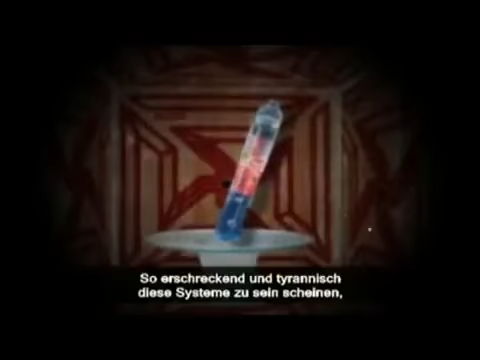 So erschreckend und tyrannisch
diese Systeme zu sein scheinen,